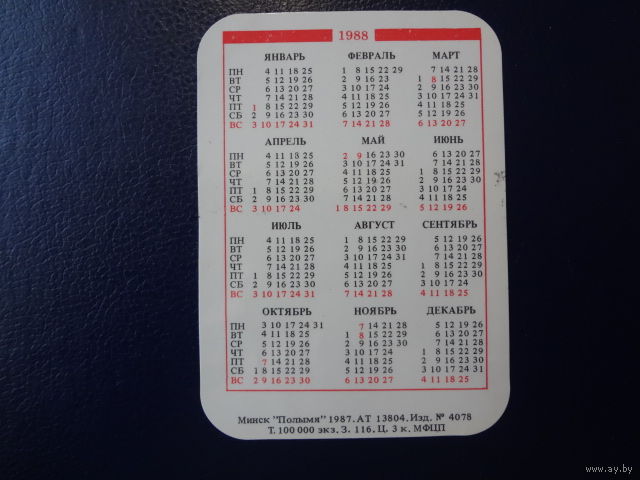 1988
ЯНВАРЬ ФЕВРАЛЬ МАРТ
ПН 4 11 18 25 1 8 15 22 29 7 14 21 28
ВТ 5 12 19 26 2 9 16 23 1 8 15 22 29
СР 6 13 20 27 3 10 17 24 2 9 16 23 30
ЧТ 7 14 21 28 4 11 18 25 3 10 17 24 31
ПТ 1 8 15 22 29 5 12 19 26 4 11 18 25
СБ 2 9 16 23 30 6 13 20 27 5 12 19 26
ВС 3 10 17 24 31 7 14 21 28 6 13 20 27
АПРЕЛЬ МАЙ ИЮНЬ
ПН 4 11 18 25 2 9 16 23 30 6 13 20 27
ВТ 5 12 19 26 3 10 17 24 31 7 14 21 28
СР 6 13 20 27 4 11 18 25 1 8 15 22 29
ЧТ 7 14 21 28 5 12 19 26 2 9 16 23 30
ПТ 1 8 15 22 29 6 13 20 27 3 10 17 24
СБ 2 9 16 23 30 7 14 21 28 4 11 18 25
ВС 3 10 17 24 1 8 15 22 29 5 12 19 26
ИЮЛЬ АВГУСТ СЕНТЯБРЬ
ПН 4 11 18 25 1 8 15 22 29 5 12 19 26
ВТ 5 12 19 26 2 9 16 23 30 6 13 20 27
СР 6 13 20 27 3 10 17 24 31 7 14 21 28
ЧТ 7 14 21 28 4 11 18 25 1 8 15 22 29
ПТ 1 8 15 22 29 5 12 19 26 2 9 16 23 30
СБ 2 9 16 23 30 6 13 20 27 3 10 17 24
ВС 3 10 17 24 31 7 14 21 28 4 11 18 25
ОКТЯБРЬ НОЯБРЬ ДЕКАБРЬ
ПН 3 10 17 24 31 7 14 21 28 5 12 19 26
ВТ 4 11 18 25 1 8 15 22 29 6 13 20 27
СР 5 12 19 26 2 9 16 23 30 7 14 21 28
ЧТ 6 13 20 27 3 10 17 24 1 8 15 22 29
ПТ 7 14 21 28 4 11 18 25 2 9 16 23 30
СБ 1 8 15 22 29 5 12 19 26 3 10 17 24 31
ВС 2 9 16 23 30 6 13 20 27 4 11 18 25
Минск "Полымя" 1987. АТ 13804. Изд. № 4078
Т. 100 000 экз. З. 116. Ц. 3 к. МФЦП
ay.by